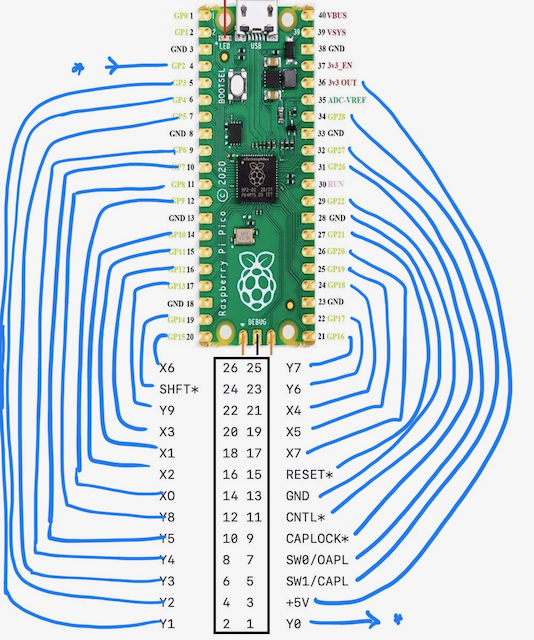 GP0 1
40 VBUS
GP1 2
2
39
39 VSYS
GND 3
LED
USB
38 GND
* GP2 4
37 3v3_EN
GP3 5
BOOTSEL
36 3v3 OUT
GP4 6
35 ADC-VREF
GP5 7
34 GP28
GND 8
33 GND
GP6 9
32 GP27
GP7 10
31 GP26
GP8 11
30 RUN
GP9 12
29 GP22
GND 13
28 GND
GP10 14
27 GP21
GP11 15
26 GP20
GP12 16
25 GP19
GP13 17
24 GP18
GND 18
23 GND
GP14 19
22 GP17
GP15 20
21 GP16
Raspberry Pi Pico © 2020
DEBUG
X6 26 25 Y7
SHFT* 24 23 Y6
Y9 22 21 X4
X3 20 19 X5
X1 18 17 X7
X2 16 15 RESET*
X0 14 13 GND
Y8 12 11 CNTL*
Y5 10 9 CAPLOCK*
Y4 8 7 SW0/OAPL
Y3 6 5 SW1/CAPL
Y2 4 3 +5V
Y1 2 1 Y0 *